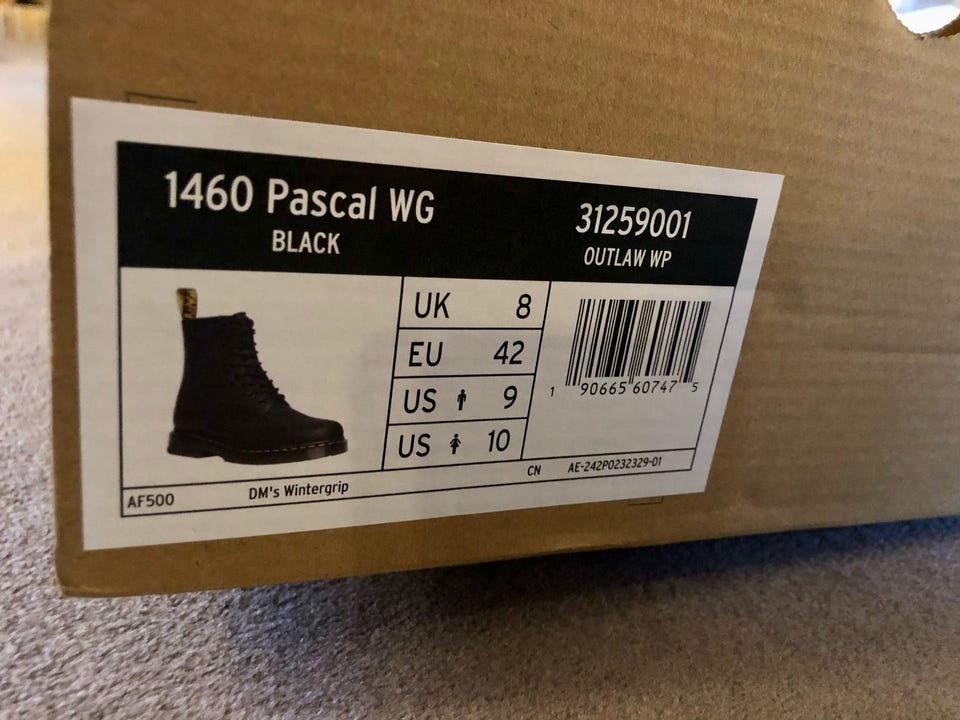 1460 Pascal WG
BLACK
31259001
OUTLAW WP
UK 8
EU 42
US 9
US 10
1 90665 60747 5
CN AE-242P0232329-01
AF500 DM's Wintergrip